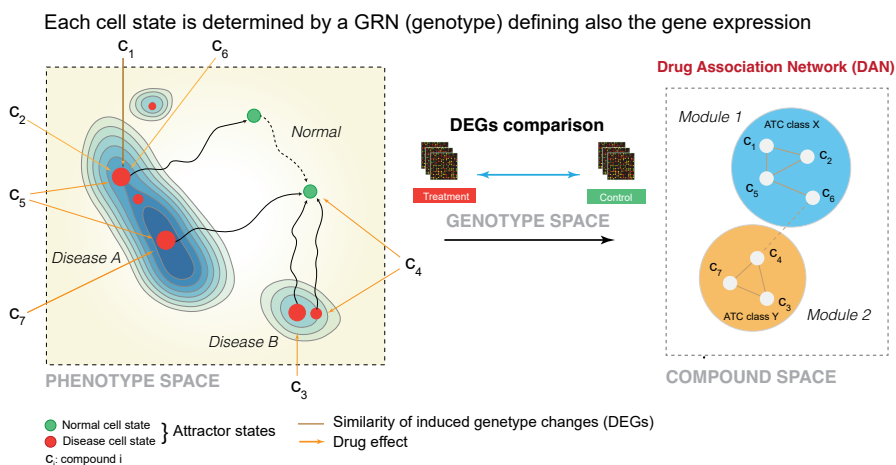 Each cell state is determined by a GRN (genotype) defining also the gene expression
C1
C6
C2
C5
C7
Normal
Disease A
Disease B
C4
C3
PHENOTYPE SPACE
DEGs comparison
Treatment
Control
GENOTYPE SPACE
Drug Association Network (DAN)
Module 1
ATC class X
C1
C2
C5
C6
C4
C7
C3
ATC class Y
Module 2
COMPOUND SPACE
Normal cell state
Disease cell state
} Attractor states
Ci: compound i
Similarity of induced genetype changes (DEGs)
Drug effect